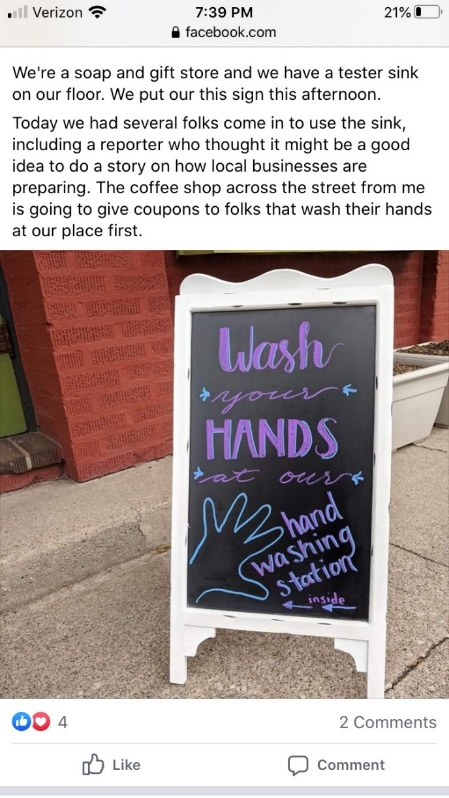 Verizon 7:39 PM 21%
facebook.com
We're a soap and gift store and we have a tester sink
on our floor. We put our this sign this afternoon.
Today we had several folks come in to use the sink,
including a reporter who thought it might be a good
idea to do a story on how local businesses are
preparing. The coffee shop across the street from me
is going to give coupons to folks that wash their hands
at our place first.
Wash
your
HANDS
at our
hand
washing
station
inside
4 2 Comments
Like Comment